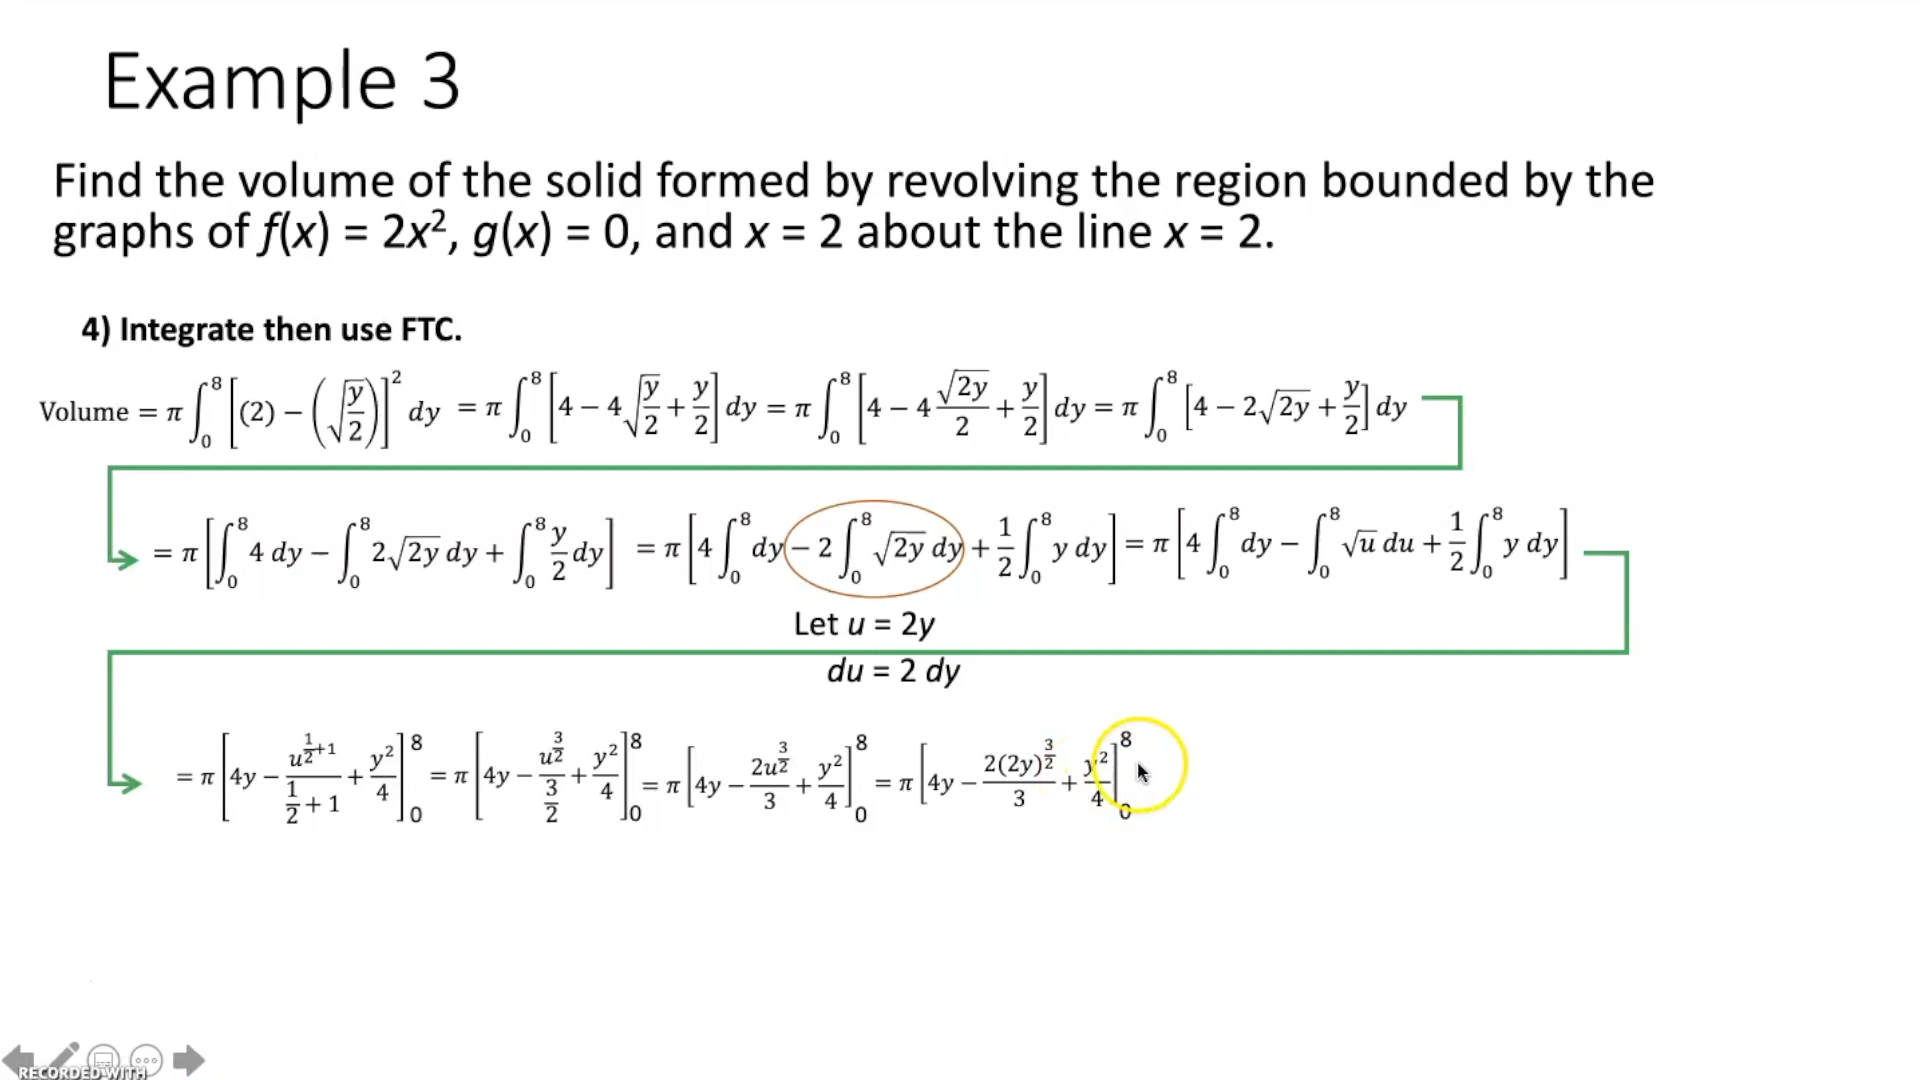 Example 3
Find the volume of the solid formed by revolving the region bounded by the
graphs of f(x) = 2x², g(x) = 0, and x = 2 about the line x = 2.
4) Integrate then use FTC.
Volume = π ∫₀⁸ [(2) − (√(y/2))]² dy = π ∫₀⁸ [4 − 4√(y/2) + y/2] dy = π ∫₀⁸ [4 − 4 √(2y)/2 + y/2] dy = π ∫₀⁸ [4 − 2√(2y) + y/2] dy
= π [∫₀⁸ 4 dy − ∫₀⁸ 2√(2y) dy + ∫₀⁸ y/2 dy] = π [4 ∫₀⁸ dy − 2 ∫₀⁸ √(2y) dy + 1/2 ∫₀⁸ y dy] = π [4 ∫₀⁸ dy − ∫₀⁸ √u du + 1/2 ∫₀⁸ y dy]
Let u = 2y
du = 2 dy
= π [4y − u^(1/2+1)/(1/2+1) + y²/4]₀⁸ = π [4y − u^(3/2)/(3/2) + y²/4]₀⁸ = π [4y − 2u^(3/2)/3 + y²/4]₀⁸ = π [4y − 2(2y)^(3/2)/3 + y²/4]₀⁸
RECORDED WITH